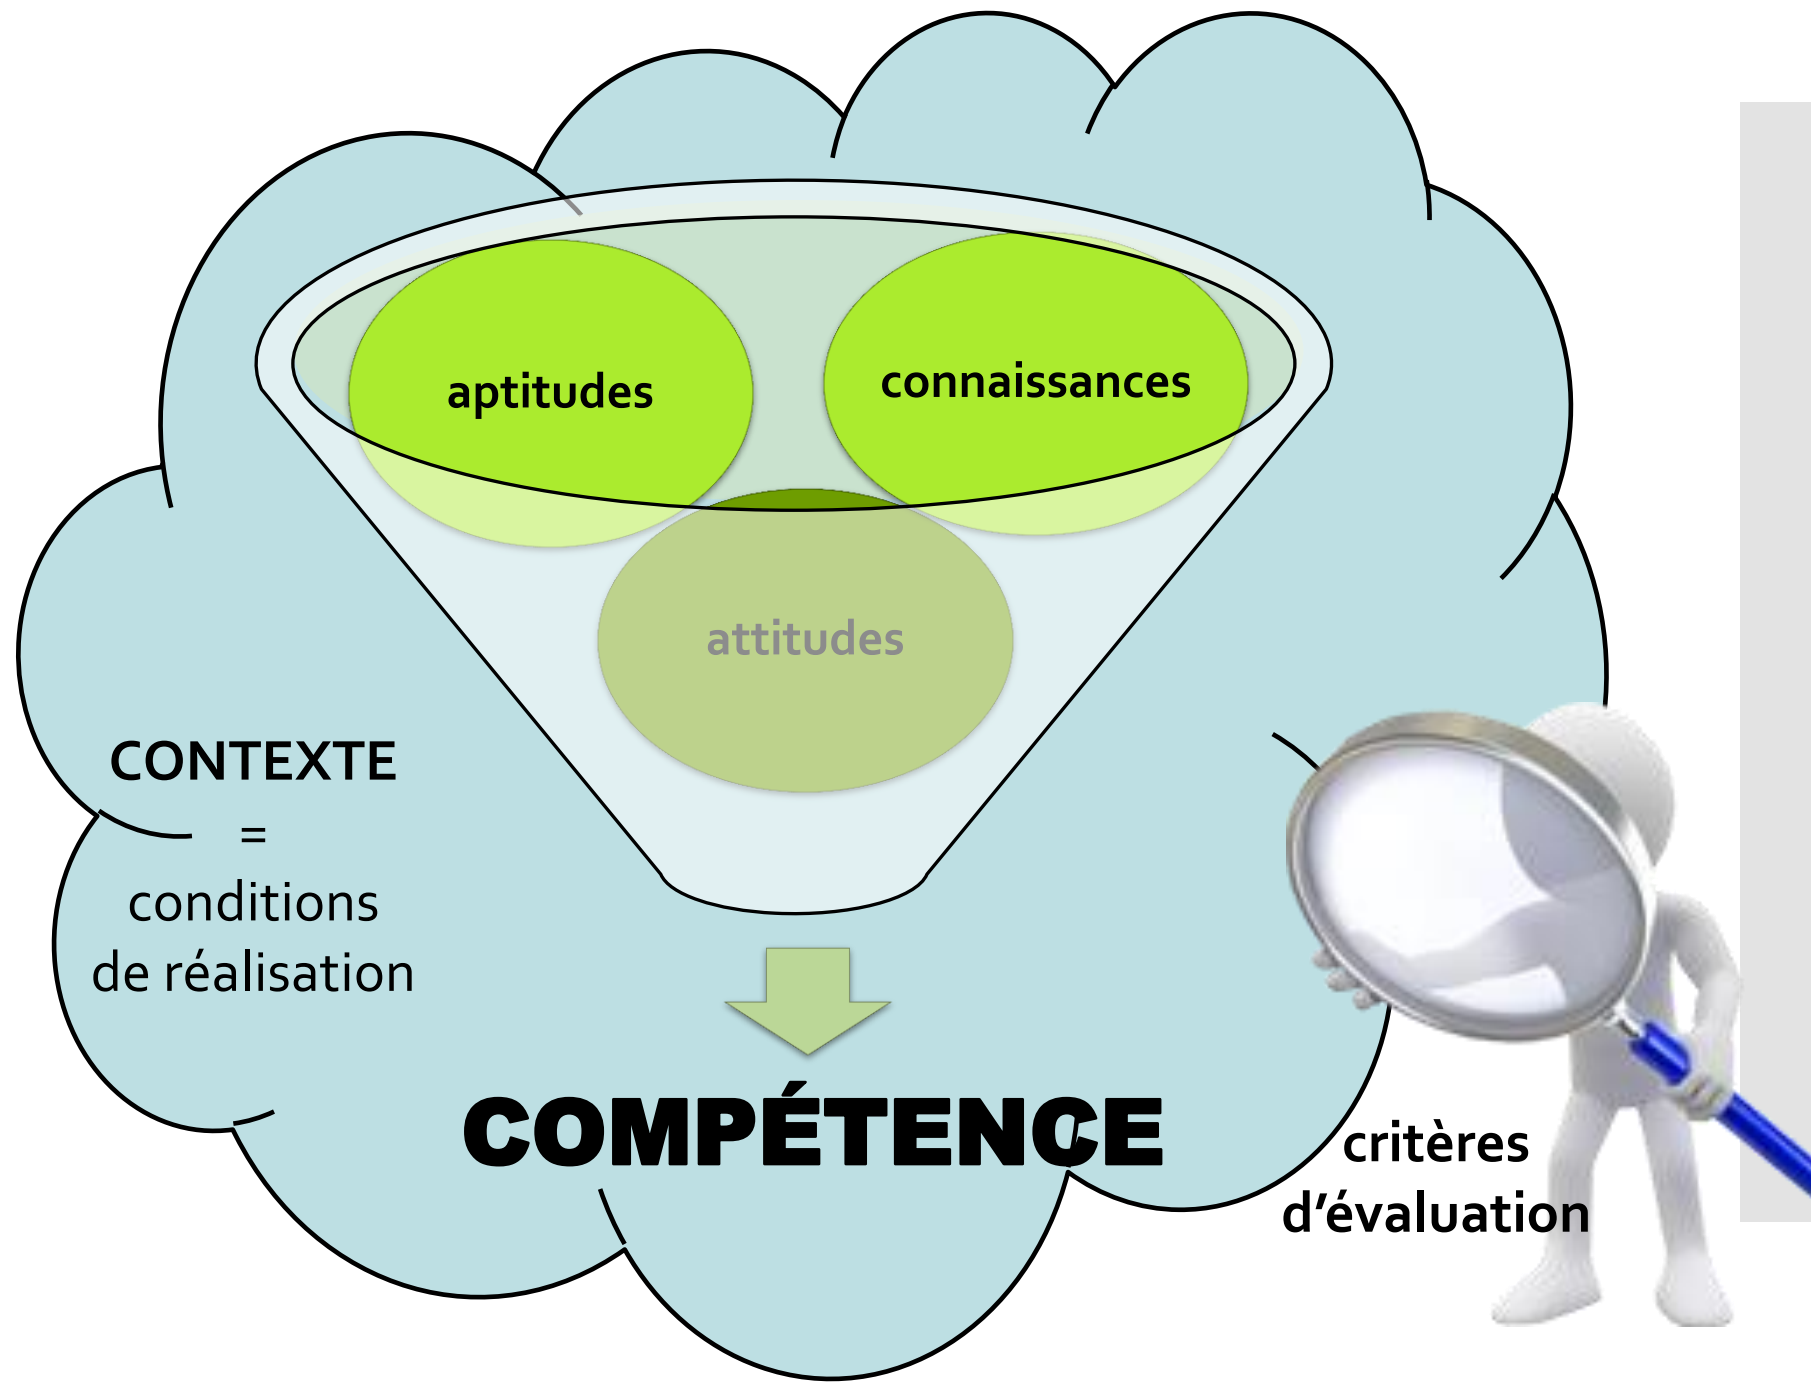 aptitudes
connaissances
attitudes
CONTEXTE
=
conditions
de réalisation
COMPÉTENCE
critères
d’évaluation